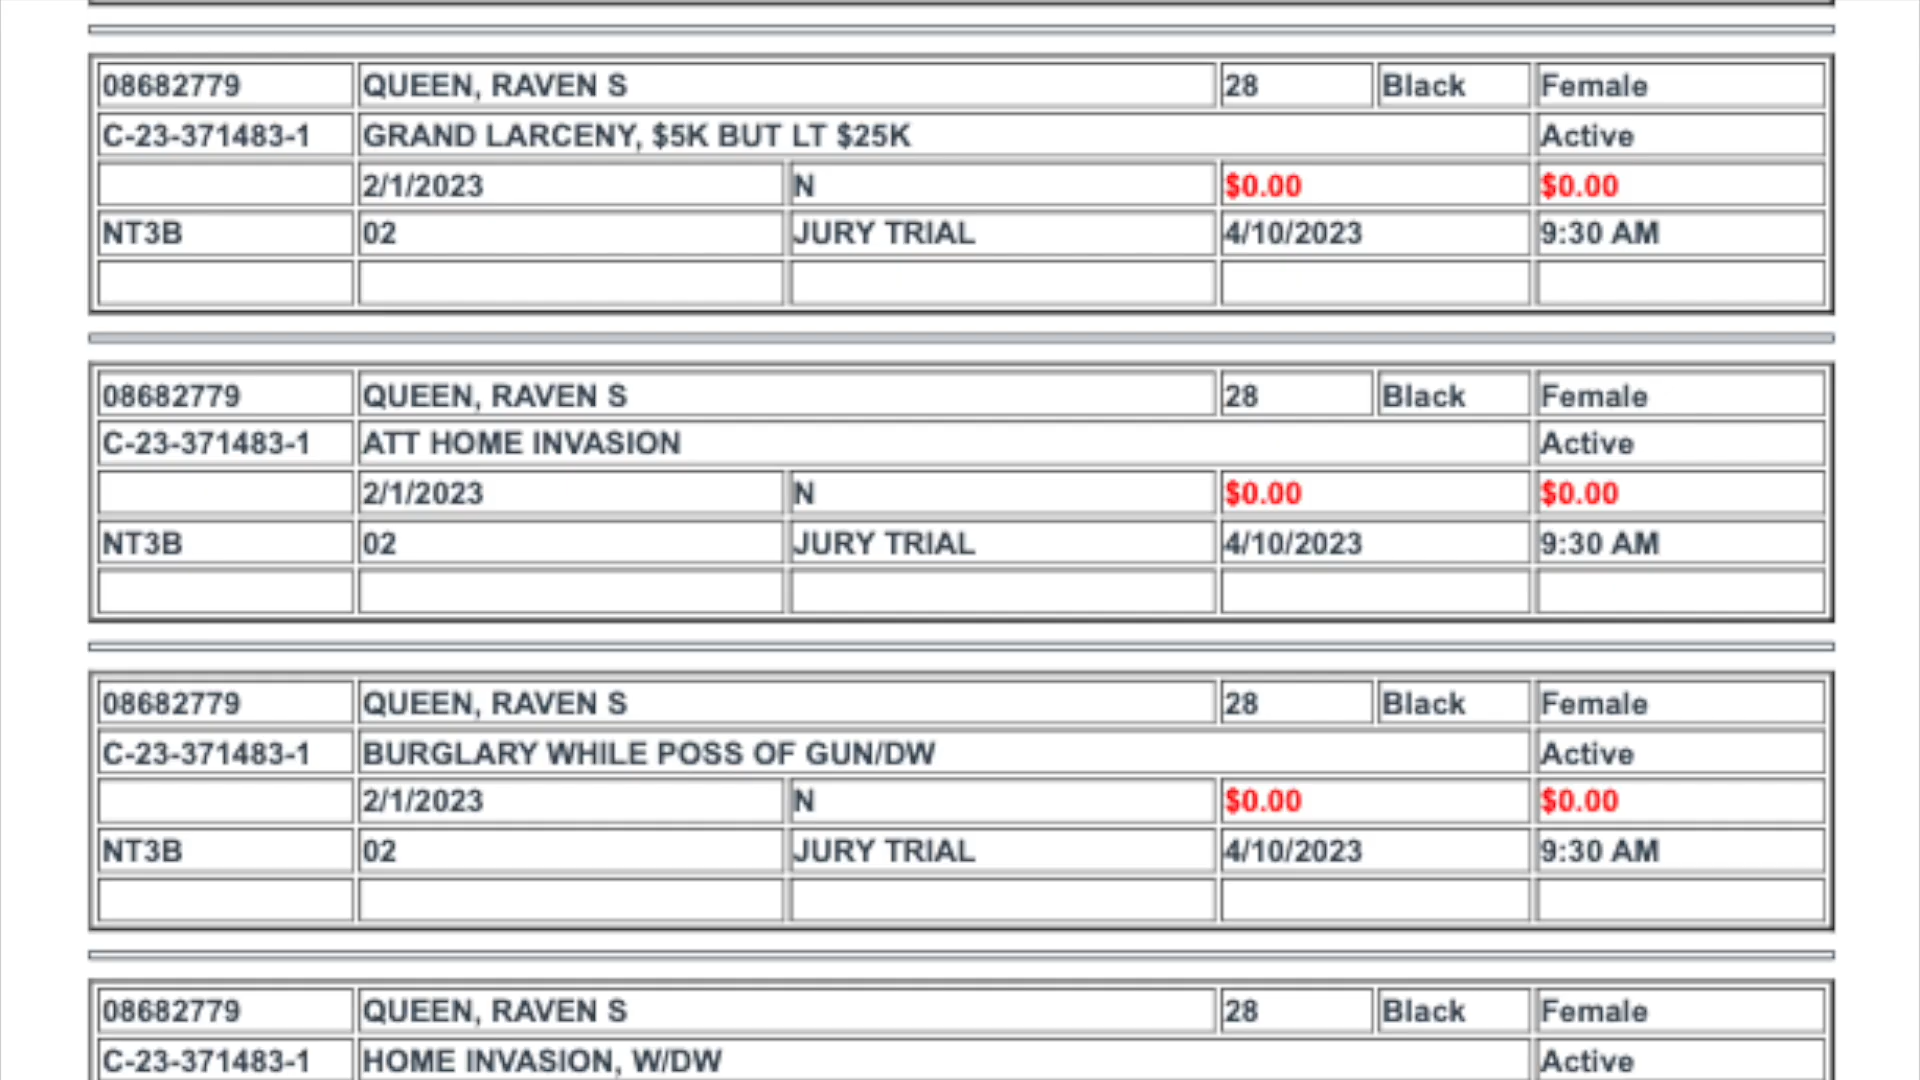 08682779 QUEEN, RAVEN S 28 Black Female
C-23-371483-1 GRAND LARCENY, $5K BUT LT $25K Active
2/1/2023 N $0.00 $0.00
NT3B 02 JURY TRIAL 4/10/2023 9:30 AM
08682779 QUEEN, RAVEN S 28 Black Female
C-23-371483-1 ATT HOME INVASION Active
2/1/2023 N $0.00 $0.00
NT3B 02 JURY TRIAL 4/10/2023 9:30 AM
08682779 QUEEN, RAVEN S 28 Black Female
C-23-371483-1 BURGLARY WHILE POSS OF GUN/DW Active
2/1/2023 N $0.00 $0.00
NT3B 02 JURY TRIAL 4/10/2023 9:30 AM
08682779 QUEEN, RAVEN S 28 Black Female
C-23-371483-1 HOME INVASION, W/DW Active